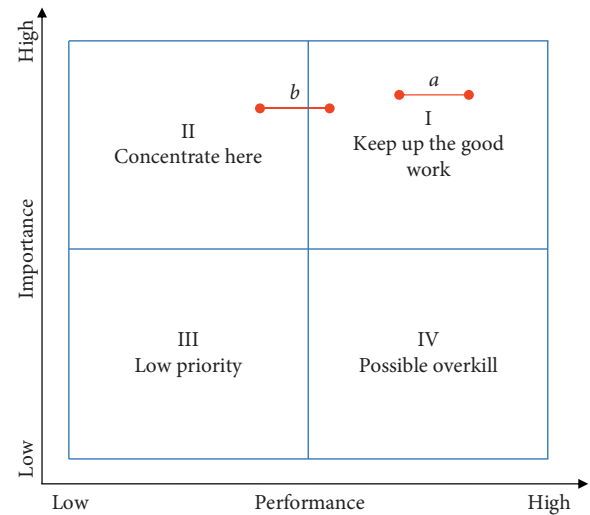 High
b
a
II
Concentrate here
I
Keep up the good
work
Importance
III
Low priority
IV
Possible overkill
Low
Low
Performance
High